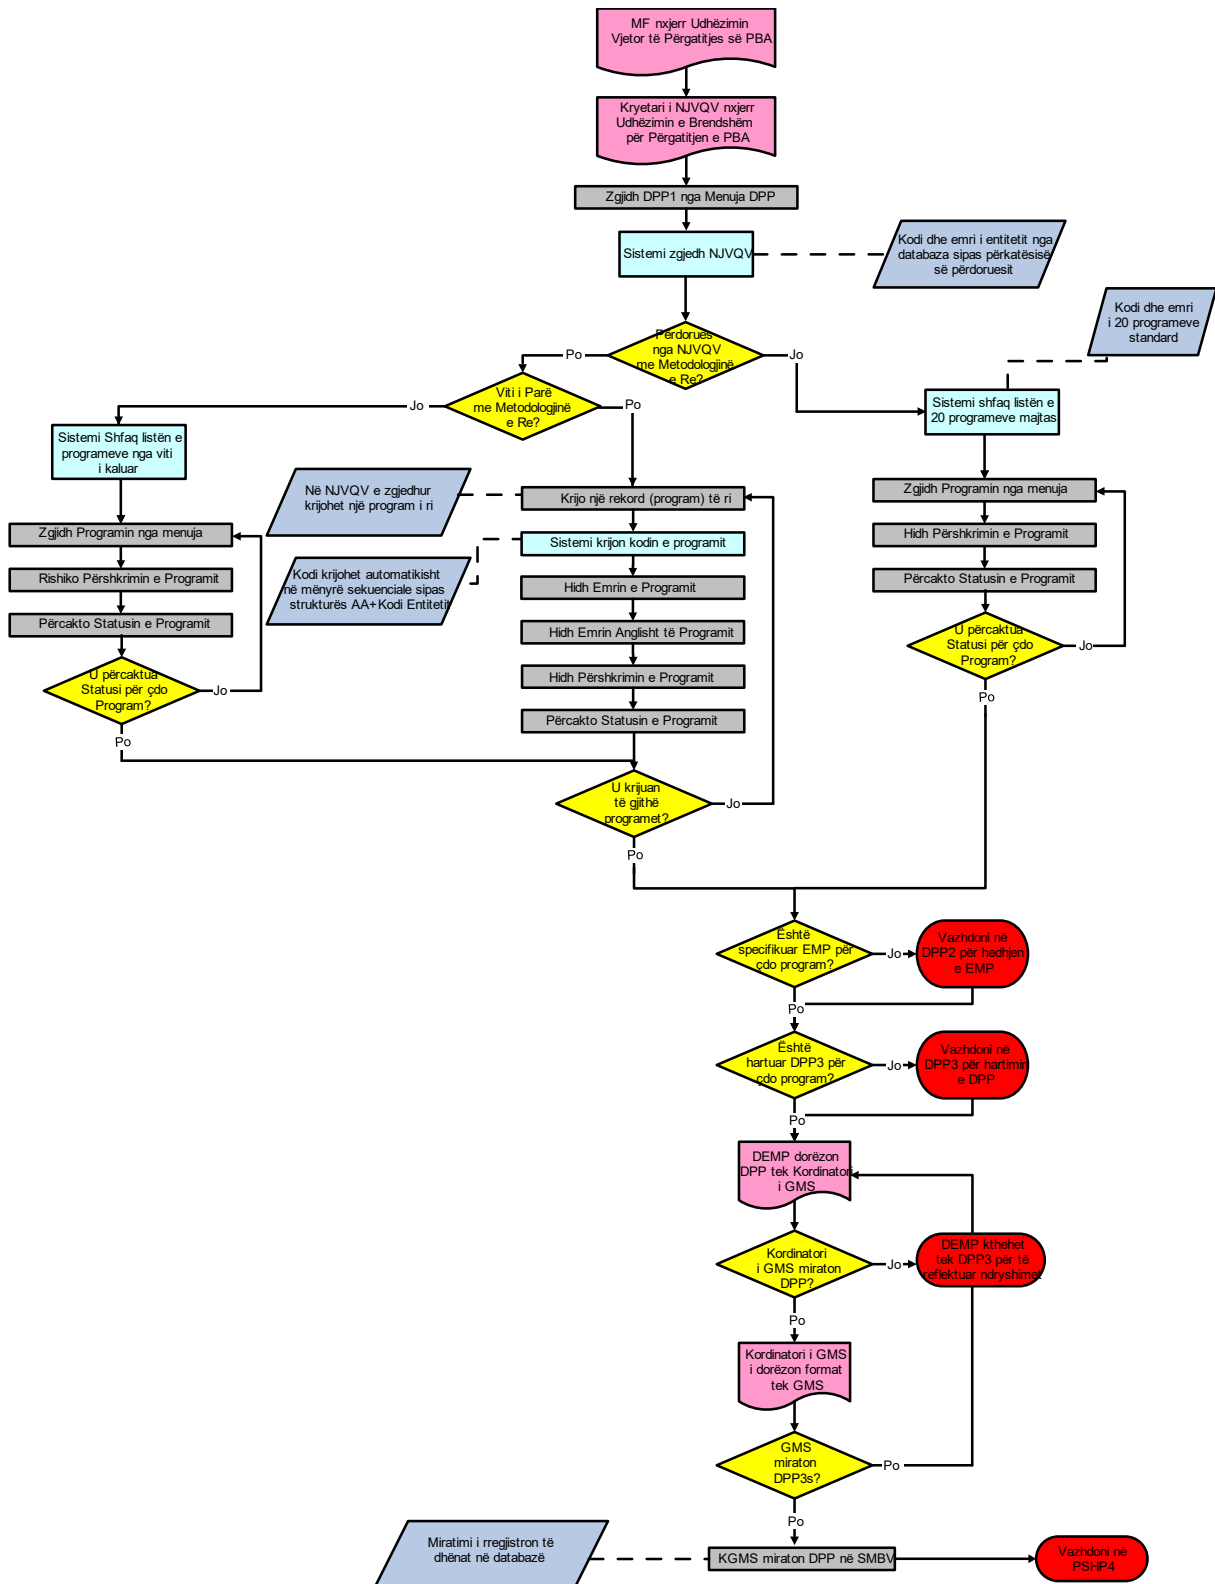 MF nxjerr Udhëzimin
Vjetor të Përgatitjes së PBA
Kryetari i NJVQV nxjerr
Udhëzimin e Brendshëm
për Përgatitjen e PBA
Zgjidh DPP1 nga Menuja DPP
Sistemi zgjedh NJVQV
Kodi dhe emri i entitetit nga
databaza sipas përkatësisë
së përdoruesit
Kodi dhe emri
i 20 programeve
standard
Përdorues
nga NJVQV
me Metodologjinë
e Re?
Po
Jo
Viti i Parë
me Metodologjinë
e Re?
Jo
Po
Sistemi shfaq listën e
20 programeve majtas
Sistemi Shfaq listën e
programeve nga viti
i kaluar
Në NJVQV e zgjedhur
krijohet një program i ri
Krijo një rekord (program) të ri
Zgjidh Programin nga menuja
Zgjidh Programin nga menuja
Sistemi krijon kodin e programit
Hidh Përshkrimin e Programit
Kodi krijohet automatikisht
në mënyrë sekuenciale sipas
strukturës AA+Kodi Entitetit
Rishiko Përshkrimin e Programit
Hidh Emrin e Programit
Përcakto Statusin e Programit
Përcakto Statusin e Programit
Hidh Emrin Anglisht të Programit
U përcaktua
Statusi për çdo
Program?
Jo
Po
U përcaktua
Statusi për çdo
Program?
Jo
Po
Hidh Përshkrimin e Programit
Përcakto Statusin e Programit
U krijuan
të gjithë
programet?
Jo
Po
Është
specifikuar EMP për
çdo program?
Jo
Po
Vazhdoni në
DPP2 për hedhjen
e EMP
Është
hartuar DPP3 për
çdo program?
Jo
Po
Vazhdoni në
DPP3 për hartimin
e DPP
DEMP dorëzon
DPP tek Kordinatori
i GMS
Kordinatori
i GMS miraton
DPP?
Jo
Po
DEMP kthehet
tek DPP3 për të
reflektuar ndryshimet
Kordinatori i GMS
i dorëzon format
tek GMS
GMS
miraton
DPP3s?
Po
Po
Miratimi i rregjistron të
dhënat në databazë
KGMS miraton DPP në SMBV
Vazhdoni në
PSHP4